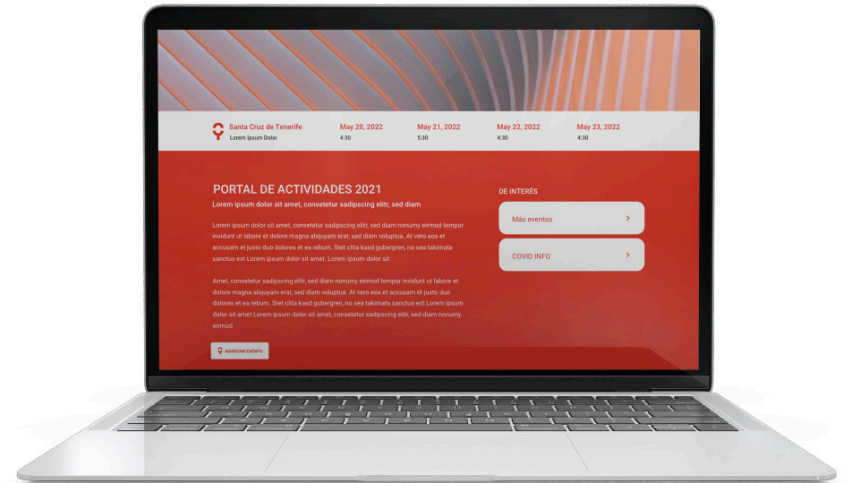 Santa Cruz de Tenerife
Lorem Ipsum Dolar
May 20, 2022
4:30
May 21, 2022
5:30
May 22, 2022
4:30
May 23, 2022
4:30
PORTAL DE ACTIVIDADES 2021
Lorem ipsum dolor sit amet, consetetur sadipscing elitr, sed diam
Lorem ipsum dolor sit amet, consetetur sadipscing elitr, sed diam nonumy eirmod tempor
invidunt ut labore et dolore magna aliquyam erat, sed diam voluptua. At vero eos et
accusam et justo duo dolores et ea rebum. Stet clita kasd gubergren, no sea takimata
sanctus est Lorem ipsum dolor sit amet. Lorem ipsum dolor sit
Amet, consetetur sadipscing elitr, sed diam nonumy eirmod tempor invidunt ut labore et
dolore magna aliquyam erat, sed diam voluptua. At vero eos et accusam et justo duo
dolores et ea rebum. Stet clita kasd gubergren, no sea takimata sanctus est Lorem ipsum
dolor sit amet.Lorem ipsum dolor sit amet, consetetur sadipscing elitr, sed diam nonumy
eirmod
AGREGAR EVENTO
DE INTERÉS
Más eventos
COVID INFO